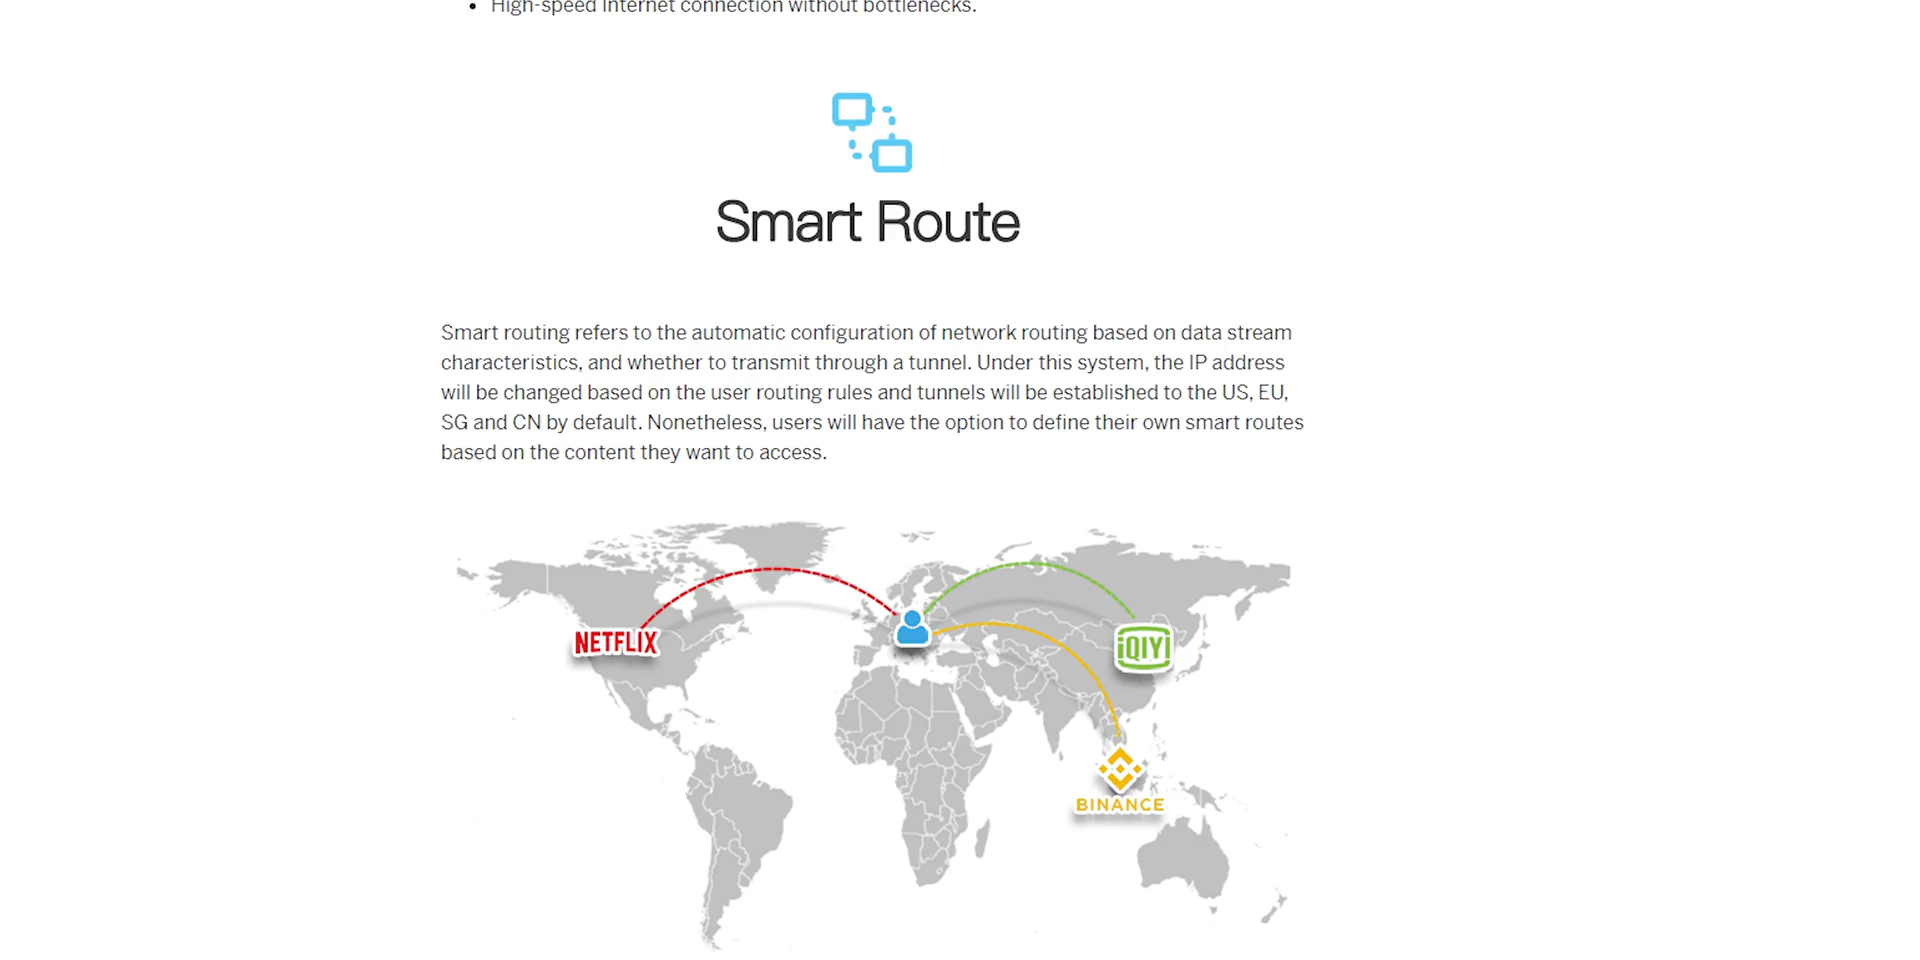 High-speed Internet connection without bottlenecks.
Smart Route
Smart routing refers to the automatic configuration of network routing based on data stream
characteristics, and whether to transmit through a tunnel. Under this system, the IP address
will be changed based on the user routing rules and tunnels will be established to the US, EU,
SG and CN by default. Nonetheless, users will have the option to define their own smart routes
based on the content they want to access.
NETFLIX
iQIYI
BINANCE